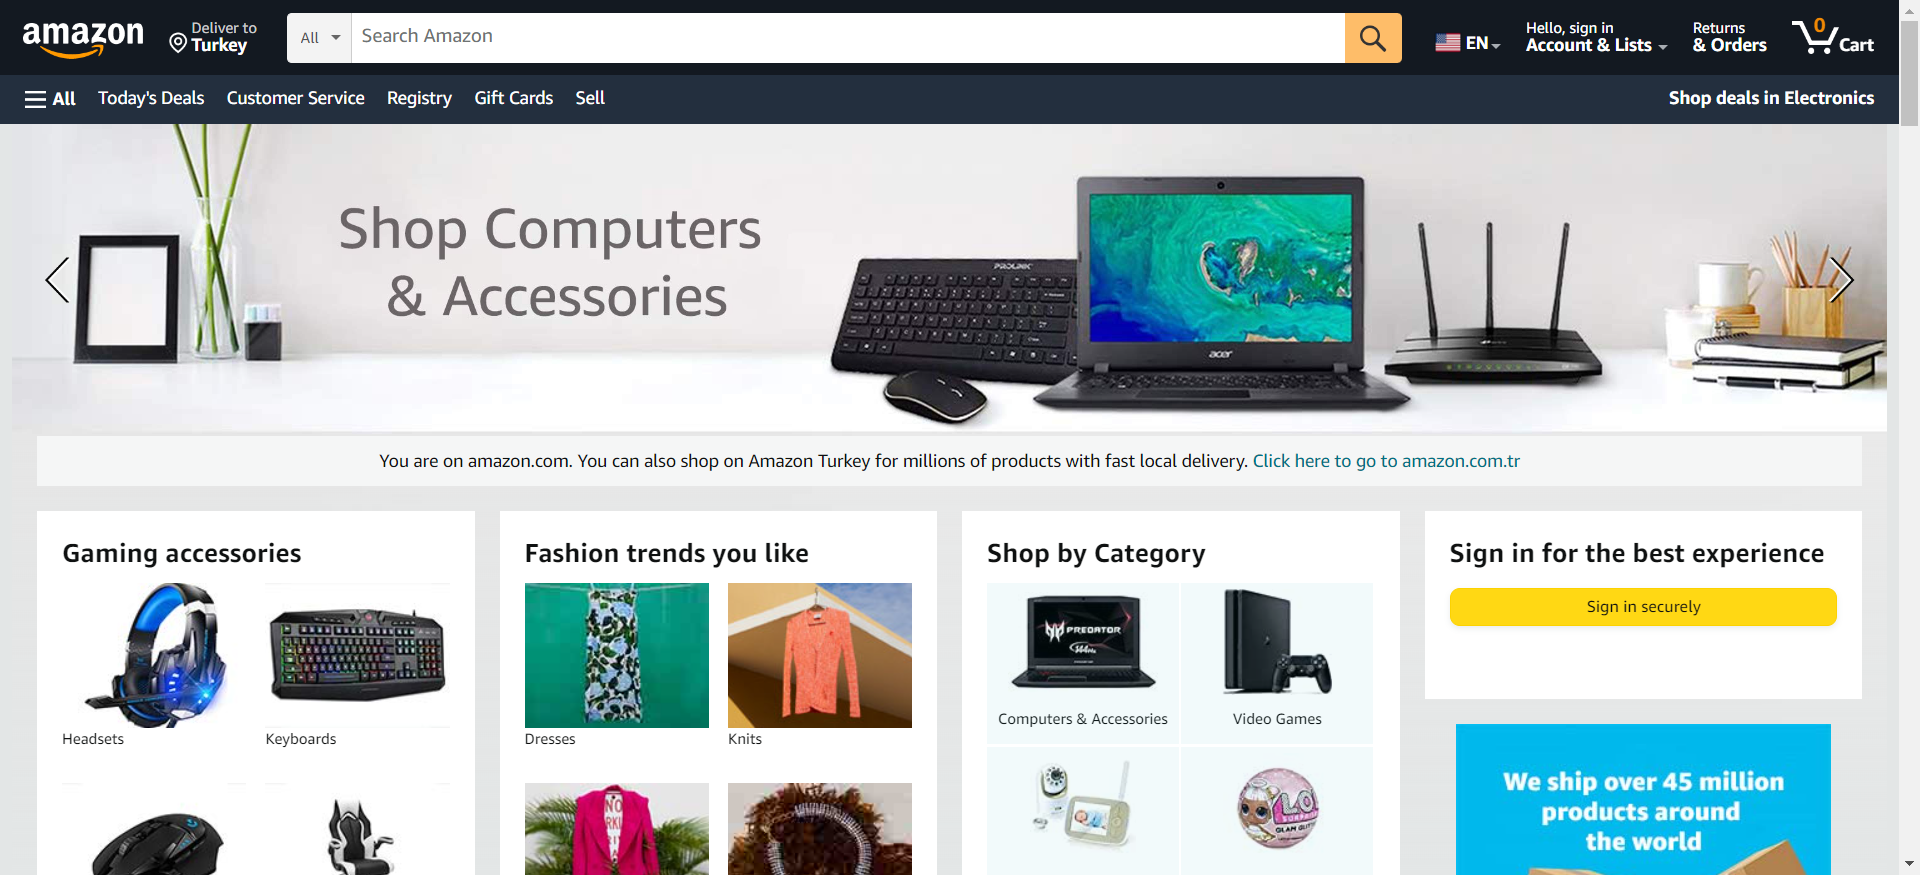 amazon
Deliver to
Turkey
All
Search Amazon
EN
Hello, sign in
Account & Lists
Returns
& Orders
0
Cart
All
Today's Deals
Customer Service
Registry
Gift Cards
Sell
Shop deals in Electronics
Shop Computers
& Accessories
PROLINK
acer
You are on amazon.com. You can also shop on Amazon Turkey for millions of products with fast local delivery. Click here to go to amazon.com.tr
Gaming accessories
Headsets
Keyboards
Fashion trends you like
Dresses
Knits
Shop by Category
PREDATOR
144Hz
Computers & Accessories
Video Games
L.O.L
SURPRISE
GLAM GLITTER
Sign in for the best experience
Sign in securely
We ship over 45 million
products around
the world